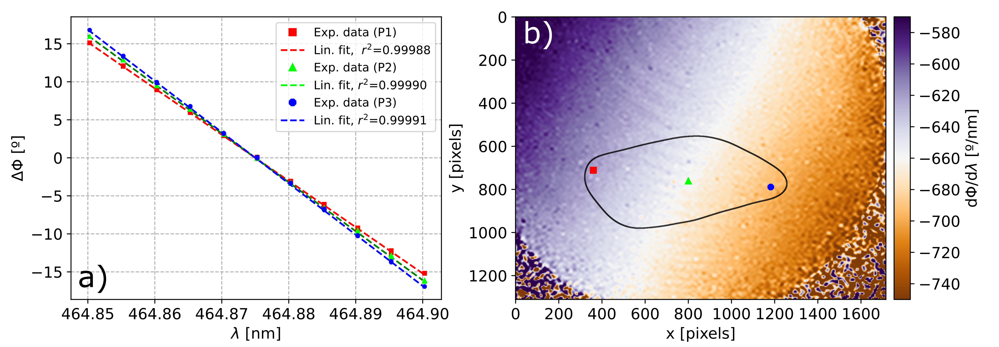 Exp. data (P1)
Lin. fit, r²=0.99988
Exp. data (P2)
Lin. fit, r²=0.99990
Exp. data (P3)
Lin. fit, r²=0.99991
15
10
5
0
−5
−10
−15
ΔΦ [º]
a)
464.85 464.86 464.87 464.88 464.89 464.90
λ [nm]
b)
0
200
400
600
800
1000
1200
y [pixels]
0 200 400 600 800 1000 1200 1400 1600
x [pixels]
−580
−600
−620
−640
−660
−680
−700
−720
−740
dΦ/dλ [º/nm]